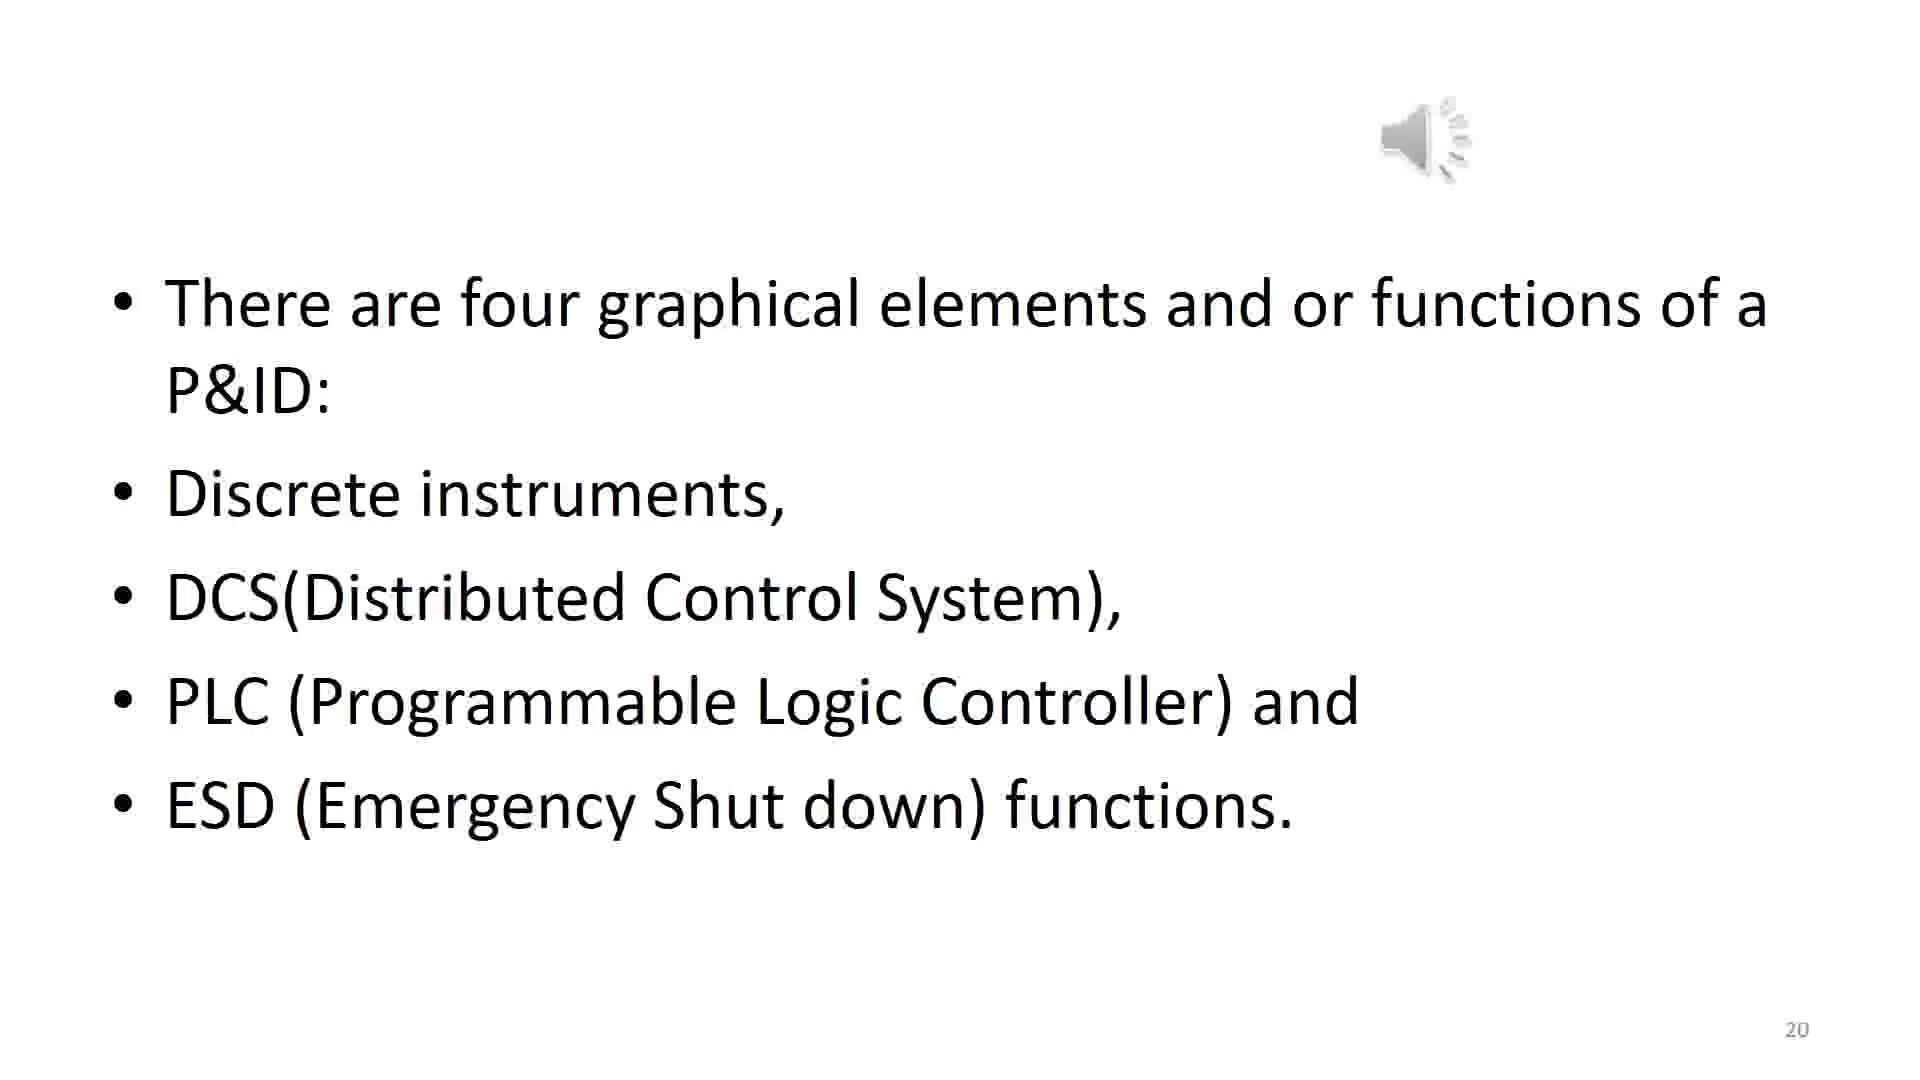 • There are four graphical elements and or functions of a
P&ID:
• Discrete instruments,
• DCS(Distributed Control System),
• PLC (Programmable Logic Controller) and
• ESD (Emergency Shut down) functions.
20